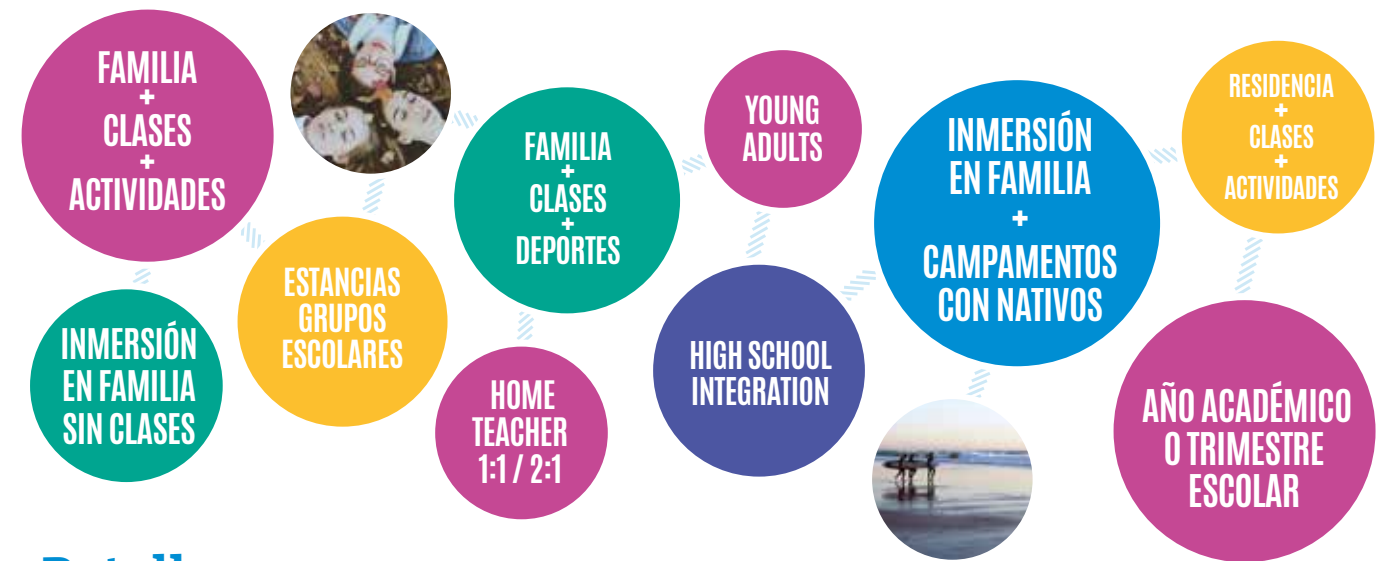 FAMILIA
+
CLASES
+
ACTIVIDADES
INMERSIÓN
EN FAMILIA
SIN CLASES
ESTANCIAS
GRUPOS
ESCOLARES
FAMILIA
+
CLASES
+
DEPORTES
HOME
TEACHER
1:1 / 2:1
YOUNG
ADULTS
HIGH SCHOOL
INTEGRATION
INMERSIÓN
EN FAMILIA
+
CAMPAMENTOS
CON NATIVOS
RESIDENCIA
+
CLASES
+
ACTIVIDADES
AÑO ACADÉMICO
O TRIMESTRE
ESCOLAR